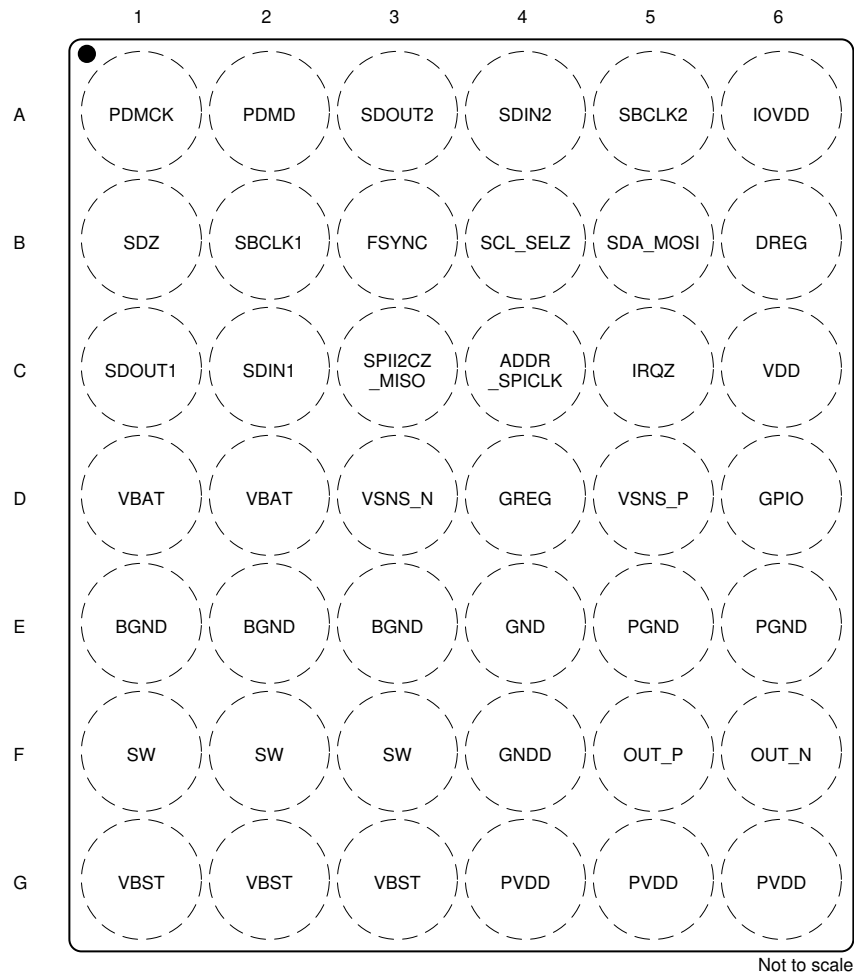 1 2 3 4 5 6
A PDMCK PDMD SDOUT2 SDIN2 SBCLK2 IOVDD
B SDZ SBCLK1 FSYNC SCL_SELZ SDA_MOSI DREG
C SDOUT1 SDIN1 SPII2CZ
_MISO ADDR
_SPICLK IRQZ VDD
D VBAT VBAT VSNS_N GREG VSNS_P GPIO
E BGND BGND BGND GND PGND PGND
F SW SW SW GNDD OUT_P OUT_N
G VBST VBST VBST PVDD PVDD PVDD
Not to scale